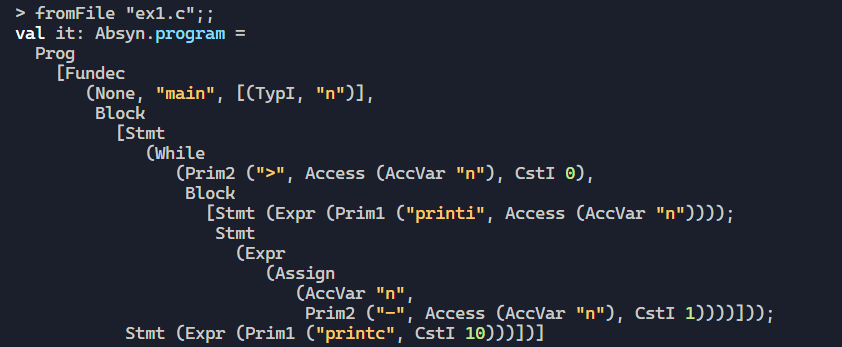 > fromFile "ex1.c";;
val it: Absyn.program =
  Prog
    [Fundec
       (None, "main", [(TypI, "n")],
        Block
          [Stmt
             (While
                (Prim2 (">", Access (AccVar "n"), CstI 0),
                 Block
                   [Stmt (Expr (Prim1 ("printi", Access (AccVar "n"))));
                    Stmt
                      (Expr
                         (Assign
                            (AccVar "n",
                             Prim2 ("-", Access (AccVar "n"), CstI 1))))]));
           Stmt (Expr (Prim1 ("printc", CstI 10)))])]